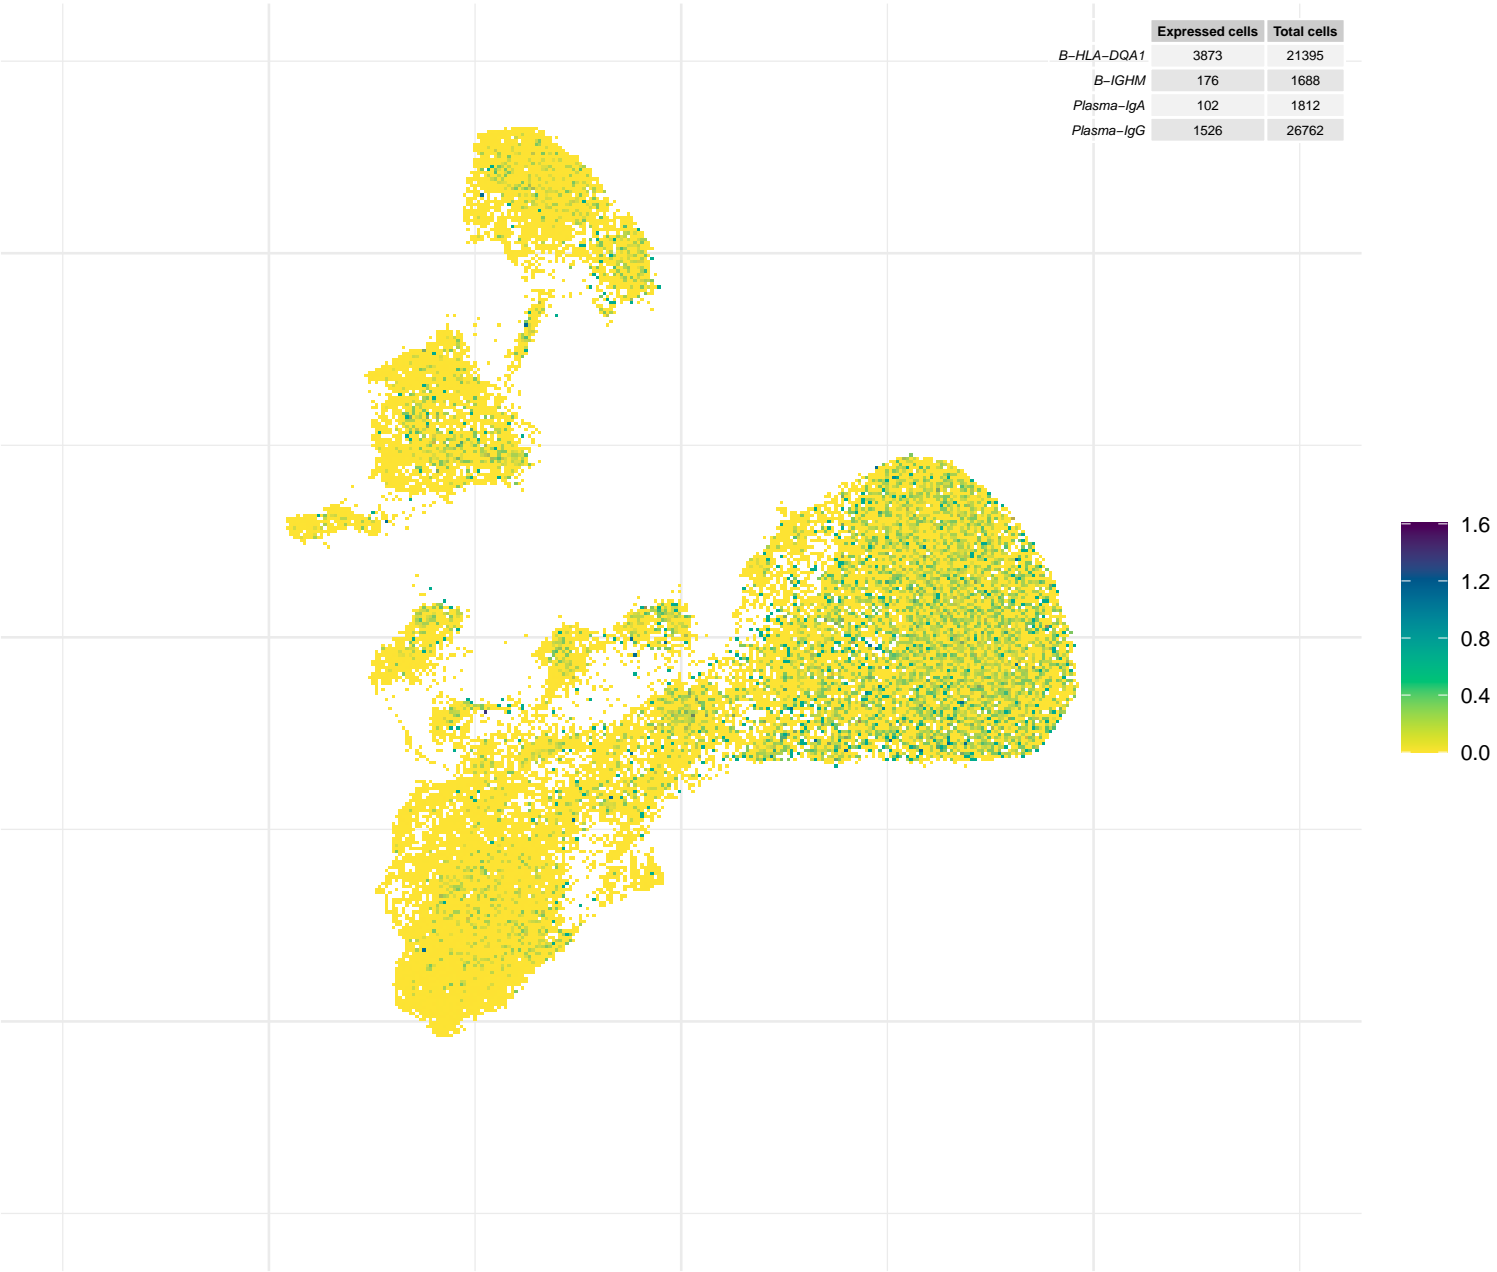 Expressed cells Total cells
B-HLA-DQA1 3873 21395
B-IGHM 176 1688
Plasma-IgA 102 1812
Plasma-IgG 1526 26762
1.6
1.2
0.8
0.4
0.0